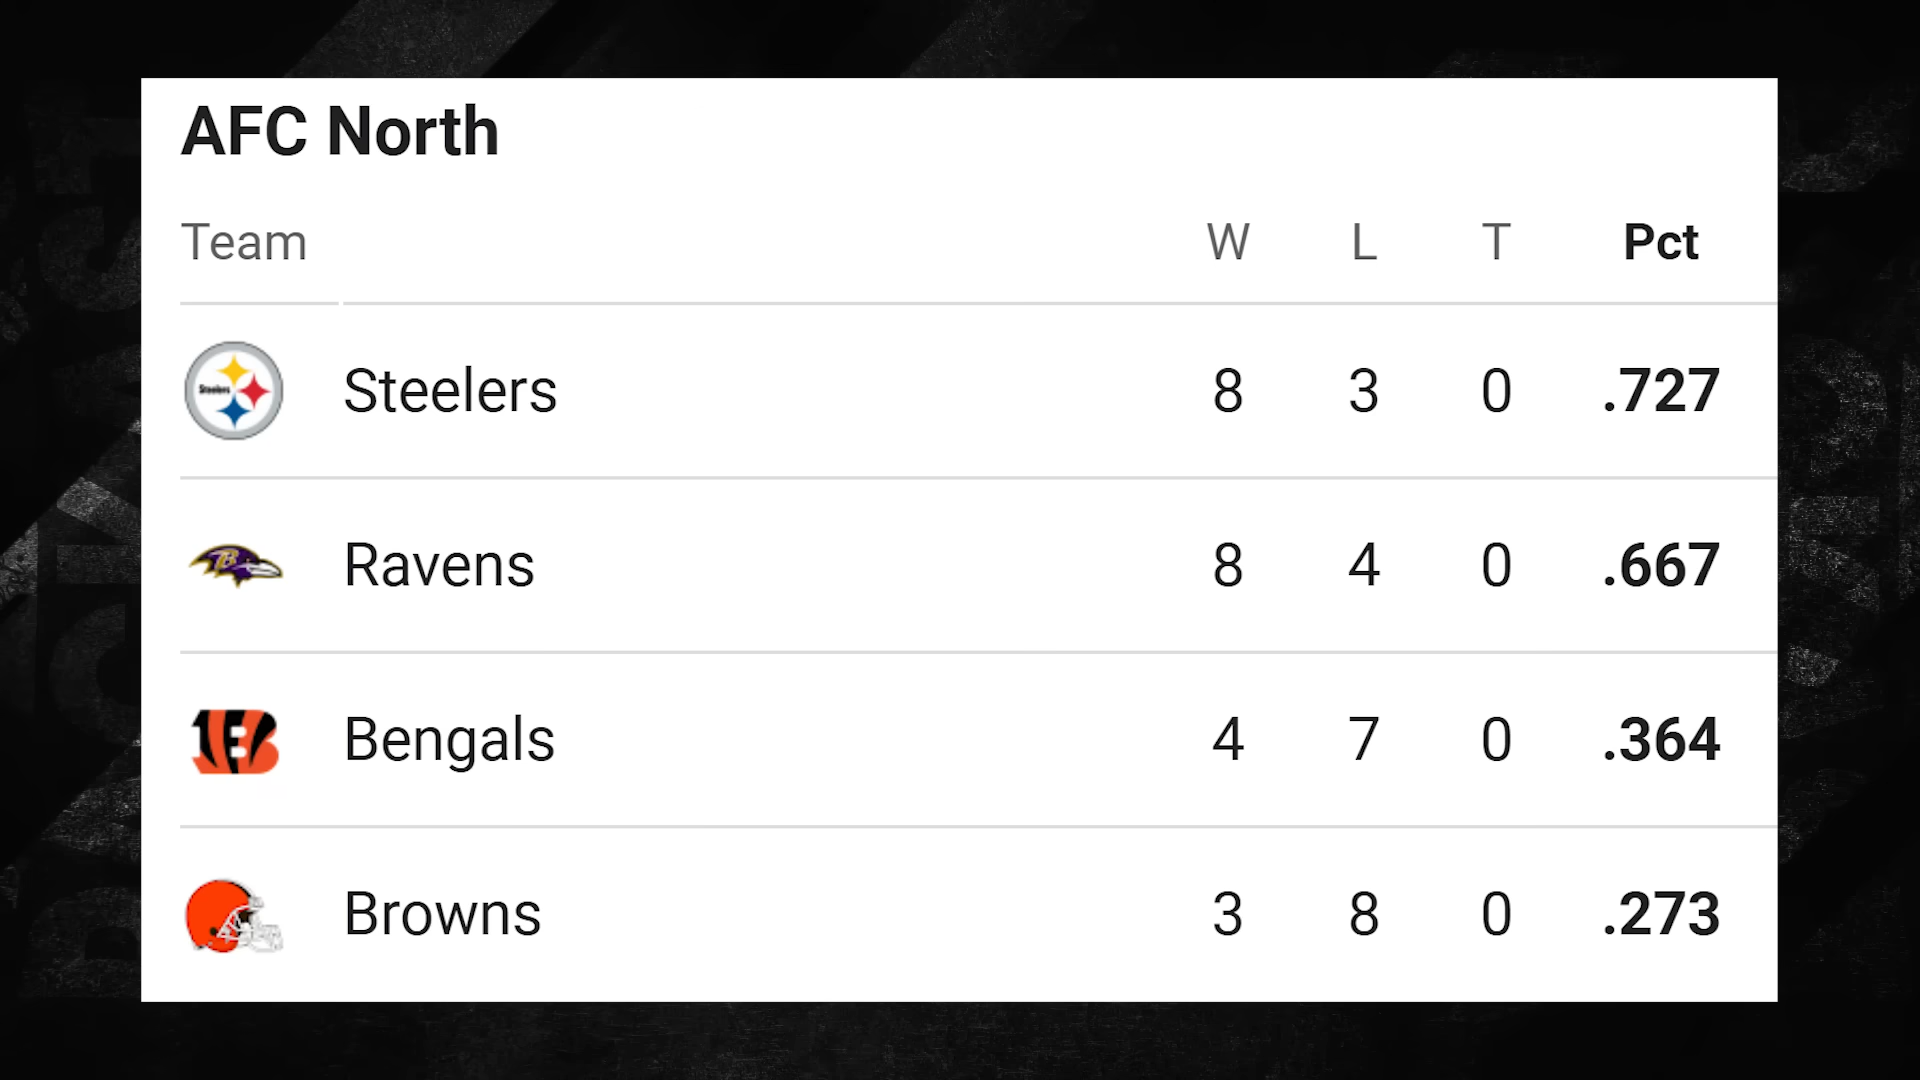 AFC North
Team W L T Pct
Steelers Steelers 8 3 0 .727
B Ravens 8 4 0 .667
B Bengals 4 7 0 .364
Browns 3 8 0 .273